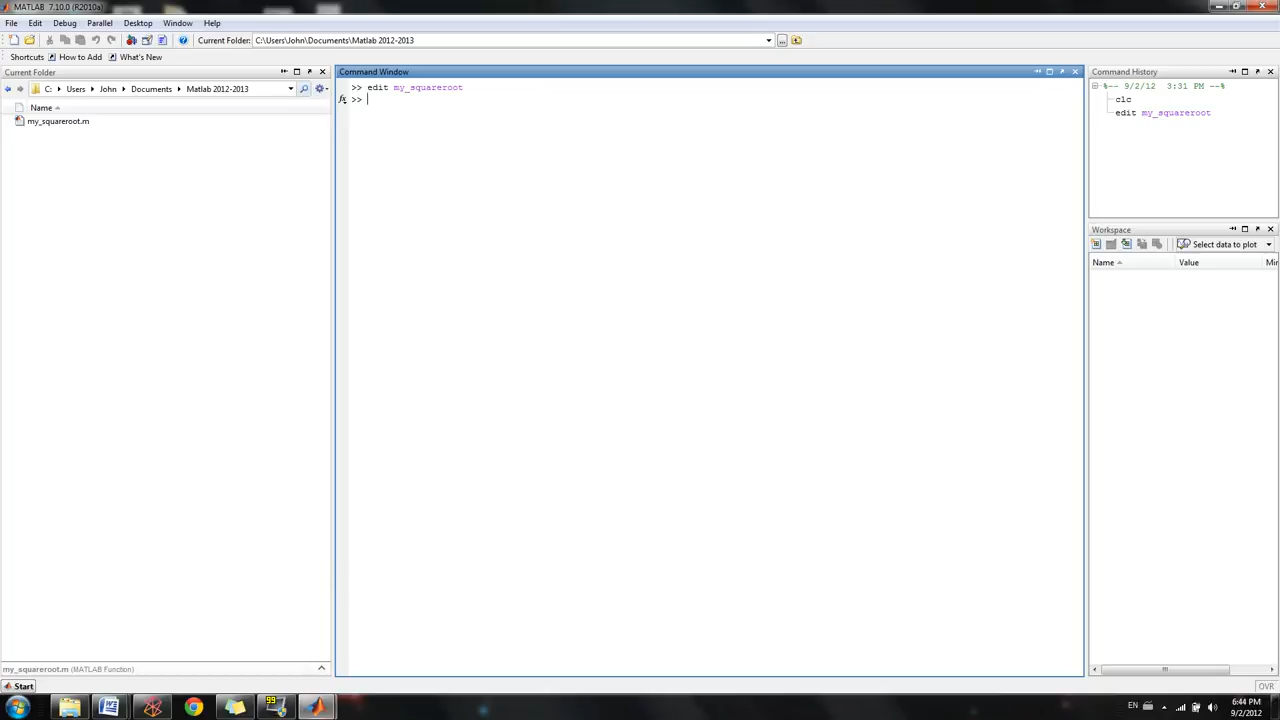 MATLAB 7.10.0 (R2010a)
File Edit Debug Parallel Desktop Window Help
Current Folder: C:\Users\John\Documents\Matlab 2012-2013
Shortcuts How to Add What's New
Current Folder
C: Users John Documents Matlab 2012-2013
Name
my_squareroot.m
my_squareroot.m (MATLAB Function)
Command Window
>> edit my_squareroot
fx >>
Command History
%-- 9/2/12 3:31 PM --%
clc
edit my_squareroot
Workspace
Select data to plot
Name Value Mir
Start
OVR
99
EN
6:44 PM
9/2/2012